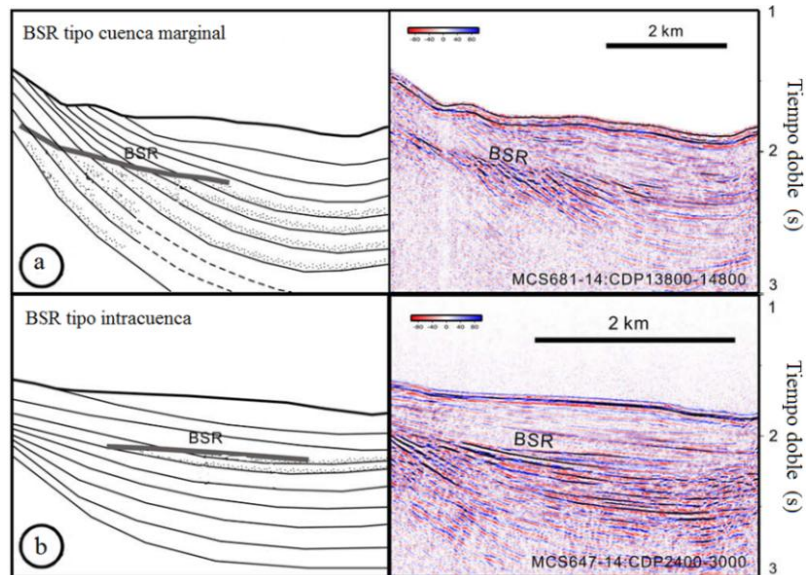 BSR tipo cuenca marginal
BSR
a
-80 -40 0 40 80
2 km
BSR
MCS681-14:CDP13800-14800
1
2
3
Tiempo doble (s)
BSR tipo intracuenca
BSR
b
-80 -40 0 40 80
2 km
BSR
MCS647-14:CDP2400-3000
1
2
3
Tiempo doble (s)